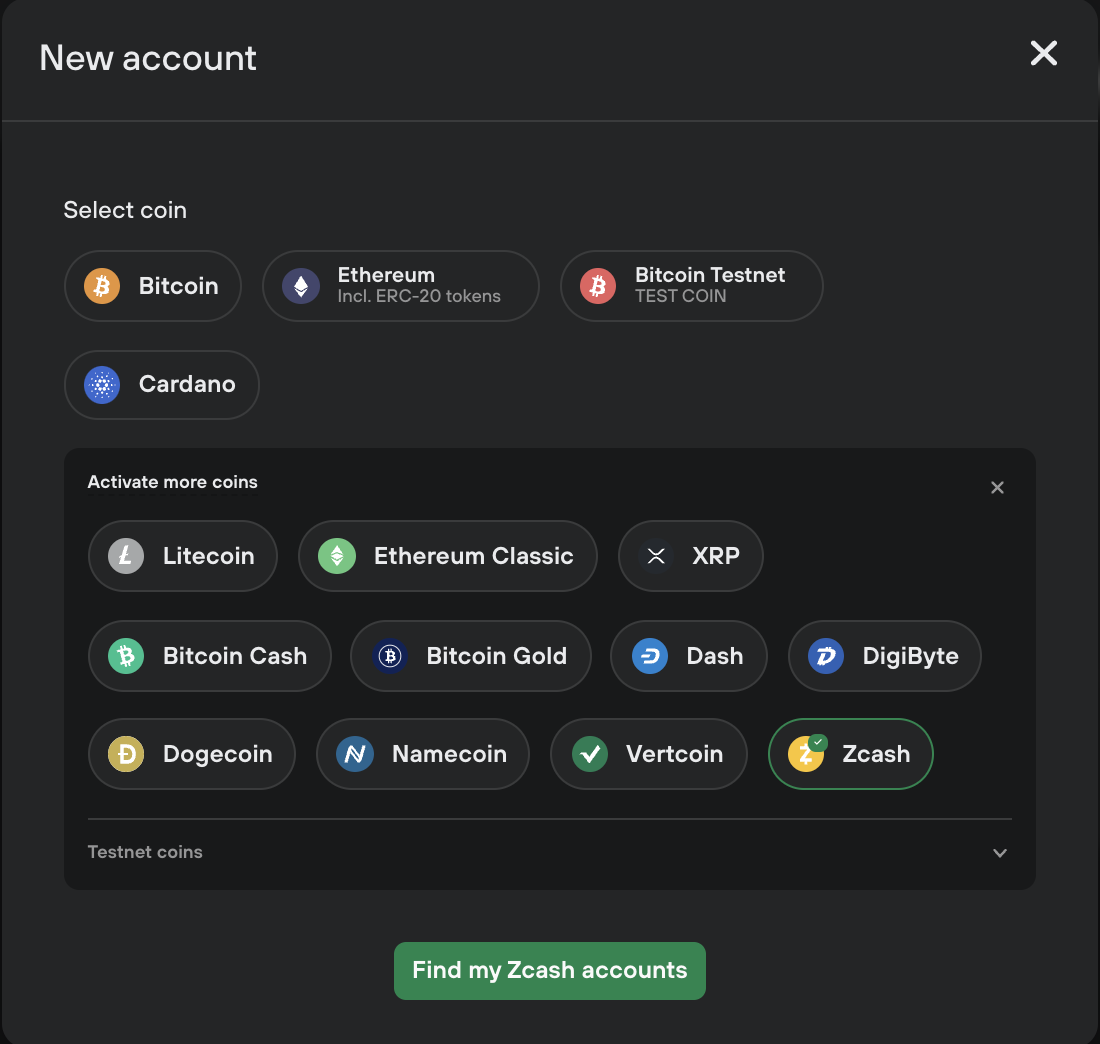 New account
Select coin
Bitcoin
Ethereum
Incl. ERC-20 tokens
Bitcoin Testnet
TEST COIN
Cardano
Activate more coins
Litecoin
Ethereum Classic
XRP
Bitcoin Cash
Bitcoin Gold
Dash
DigiByte
Dogecoin
Namecoin
Vertcoin
Zcash
Testnet coins
Find my Zcash accounts